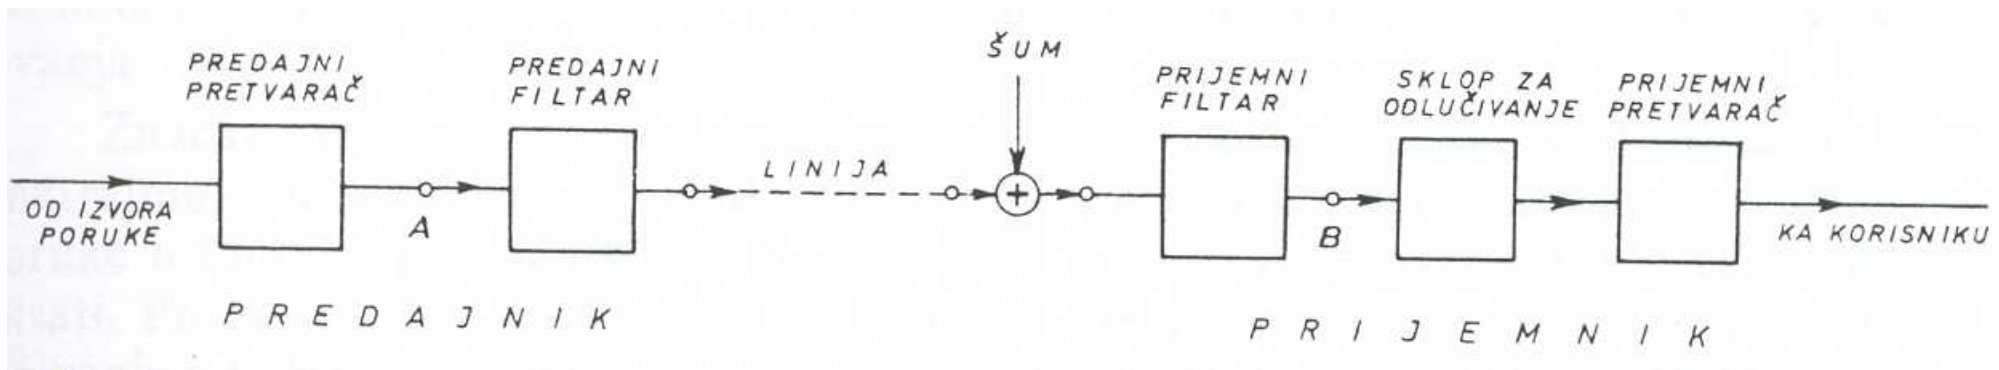 PREDAJNI
PRETVARAČ
PREDAJNI
FILTAR
ŠUM
PRIJEMNI
FILTAR
SKLOP ZA
ODLUČIVANJE
PRIJEMNI
PRETVARAČ
LINIJA
+
OD IZVORA
PORUKE
A
B
KA KORISNIKU
PREDAJNIK
PRIJEMNIK